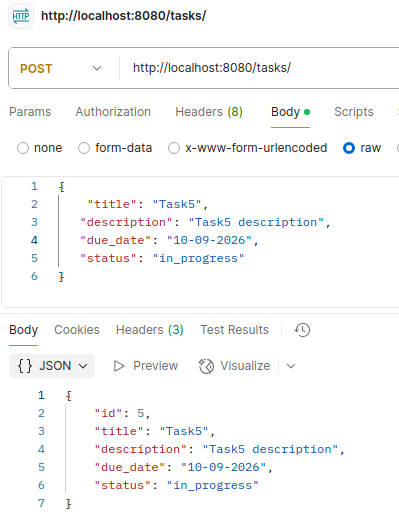 HTTP http://localhost:8080/tasks/
POST http://localhost:8080/tasks/
Params Authorization Headers (8) Body Scripts
none form-data x-www-form-urlencoded raw
1 {
2 "title": "Task5",
3 "description": "Task5 description",
4 "due_date": "10-09-2026",
5 "status": "in_progress"
6 }
Body Cookies Headers (3) Test Results
{} JSON Preview Visualize
1 {
2 "id": 5,
3 "title": "Task5",
4 "description": "Task5 description",
5 "due_date": "10-09-2026",
6 "status": "in_progress"
7 }